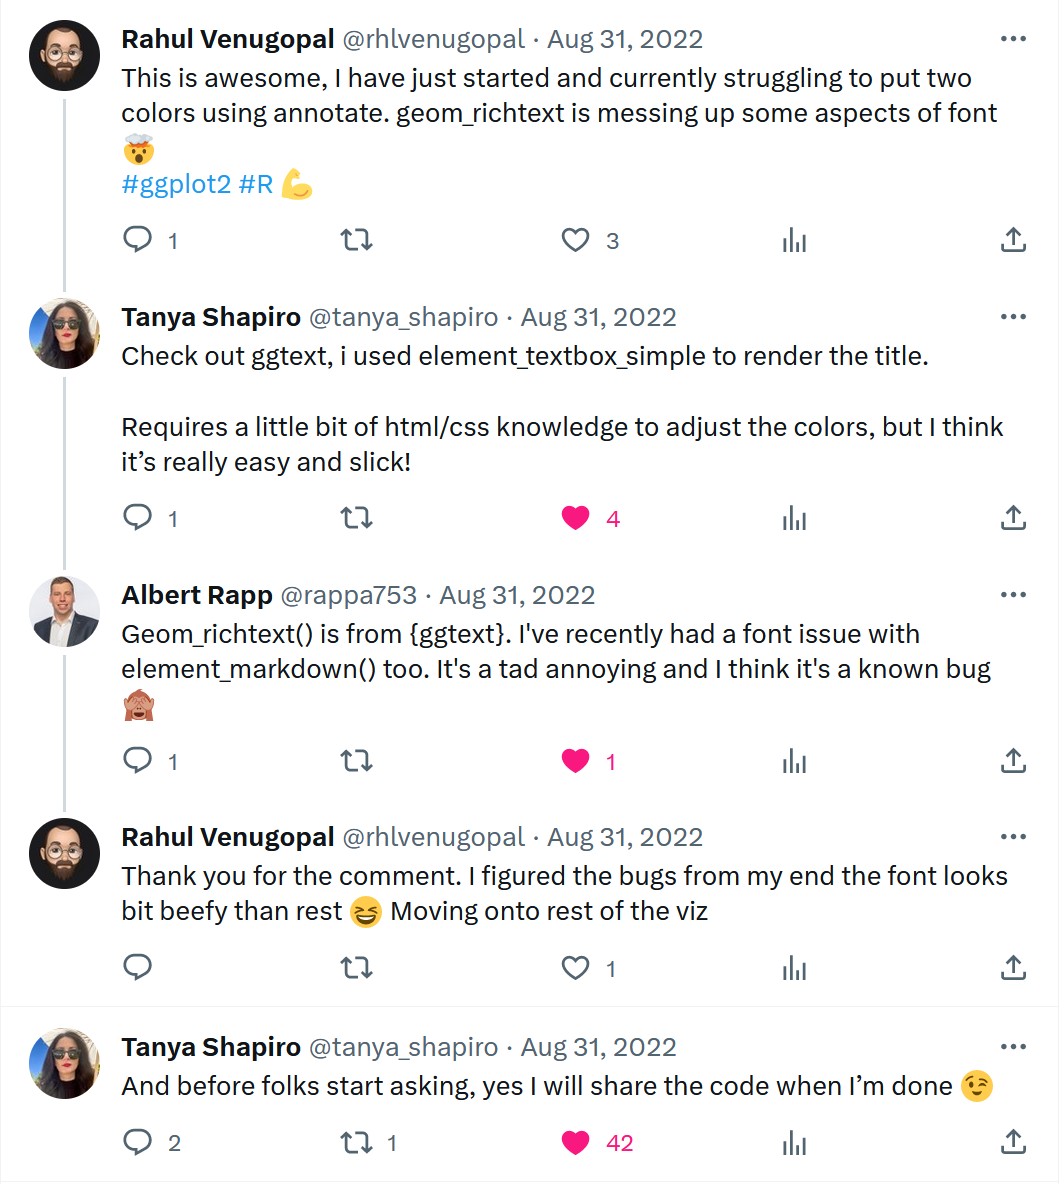 Rahul Venugopal @rhlvenugopal · Aug 31, 2022
This is awesome, I have just started and currently struggling to put two
colors using annotate. geom_richtext is messing up some aspects of font
🤯
#ggplot2 #R 💪
1 3
Tanya Shapiro @tanya_shapiro · Aug 31, 2022
Check out ggtext, i used element_textbox_simple to render the title.
Requires a little bit of html/css knowledge to adjust the colors, but I think
it’s really easy and slick!
1 4
Albert Rapp @rappa753 · Aug 31, 2022
Geom_richtext() is from {ggtext}. I've recently had a font issue with
element_markdown() too. It's a tad annoying and I think it's a known bug
🙈
1 1
Rahul Venugopal @rhlvenugopal · Aug 31, 2022
Thank you for the comment. I figured the bugs from my end the font looks
bit beefy than rest 😆 Moving onto rest of the viz
1
Tanya Shapiro @tanya_shapiro · Aug 31, 2022
And before folks start asking, yes I will share the code when I’m done 😉
2 1 42